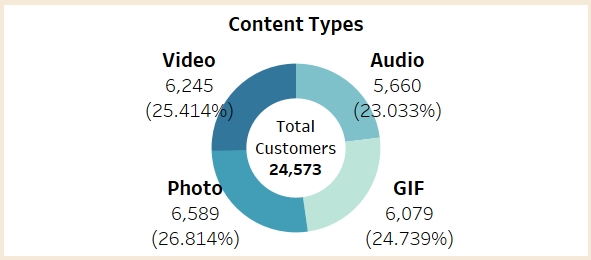 Content Types
Video
6,245
(25.414%)
Audio
5,660
(23.033%)
Total
Customers
24,573
Photo
6,589
(26.814%)
GIF
6,079
(24.739%)